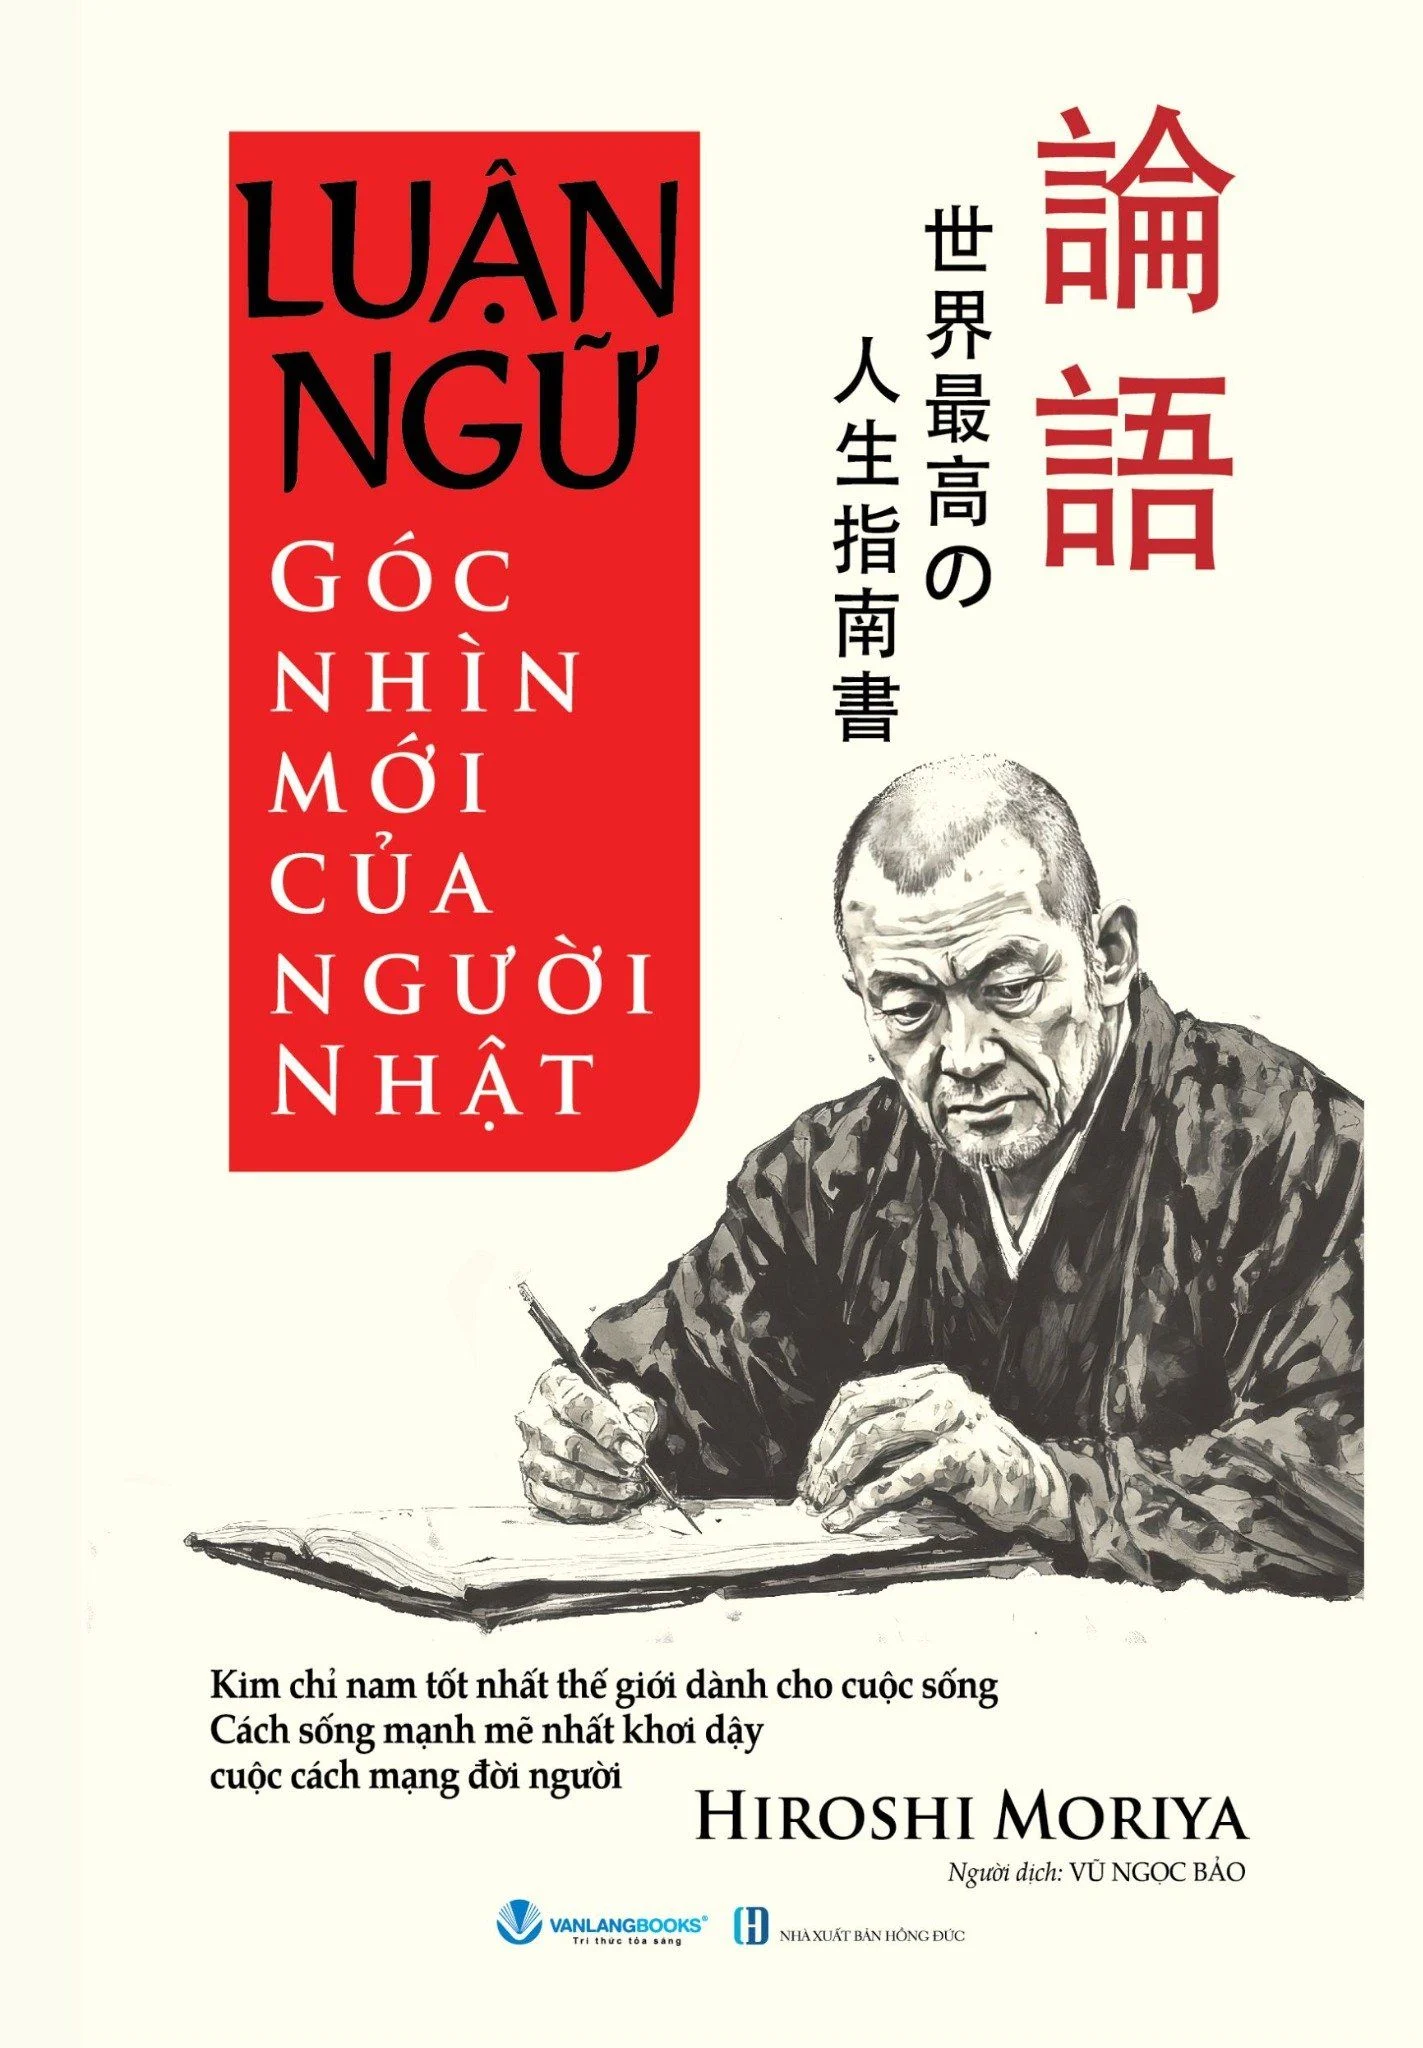 LUẬN
NGỮ
GÓC
NHÌN
MỚI
CỦA
NGƯỜI
NHẬT
論語
世界最高の
人生指南書
Kim chỉ nam tốt nhất thế giới dành cho cuộc sống
Cách sống mạnh mẽ nhất khơi dậy
cuộc cách mạng đời người
HIROSHI MORIYA
Người dịch: VŨ NGỌC BẢO
VANLANGBOOKS®
Tri thức tỏa sáng
NHÀ XUẤT BẢN HỒNG ĐỨC